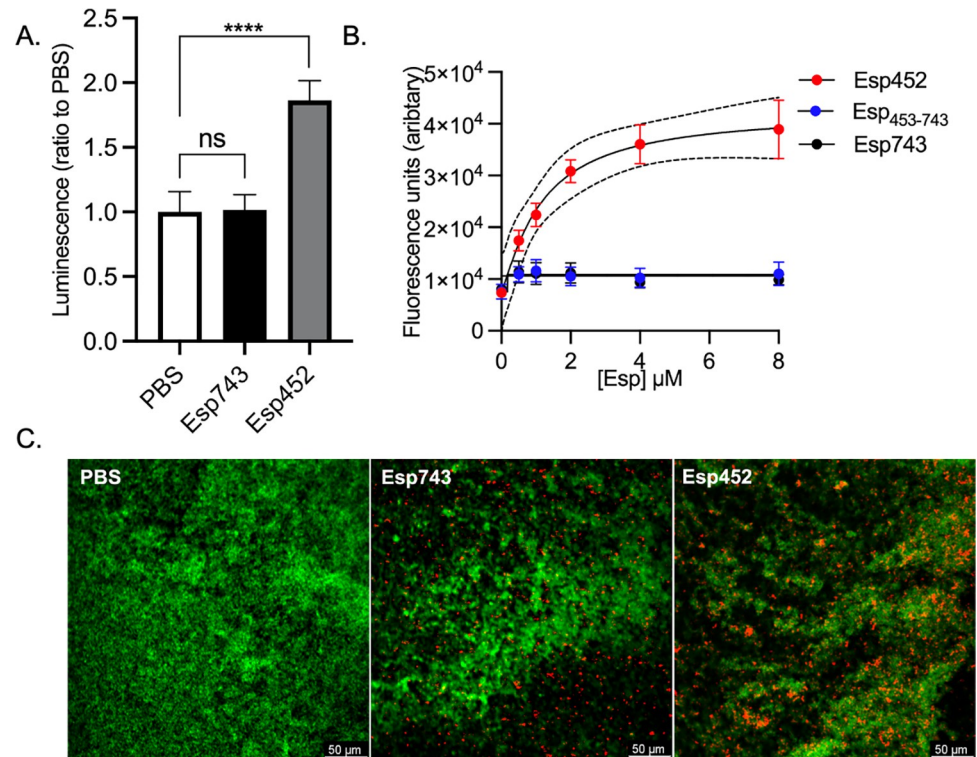 A.
Luminescence (ratio to PBS)
2.5
2.0
1.5
1.0
0.5
0.0
****
ns
PBS
Esp743
Esp452
B.
Fluorescence units (aribtary)
5×10⁴
4×10⁴
3×10⁴
2×10⁴
1×10⁴
0
0 2 4 6 8
[Esp] µM
Esp452
Esp453-743
Esp743
C.
PBS
Esp743
Esp452
50 µm
50 µm
50 µm